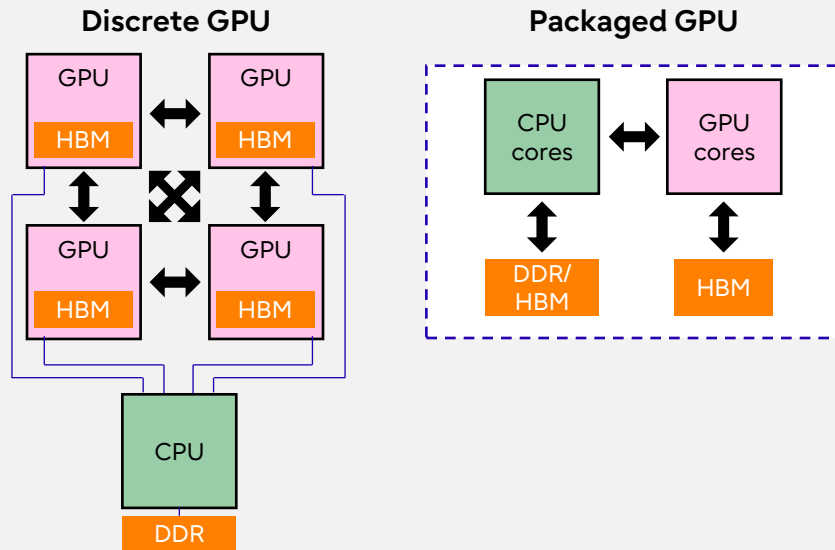 Discrete GPU
GPU
GPU
HBM
HBM
GPU
GPU
HBM
HBM
CPU
DDR
Packaged GPU
CPU
cores
GPU
cores
DDR/
HBM
HBM